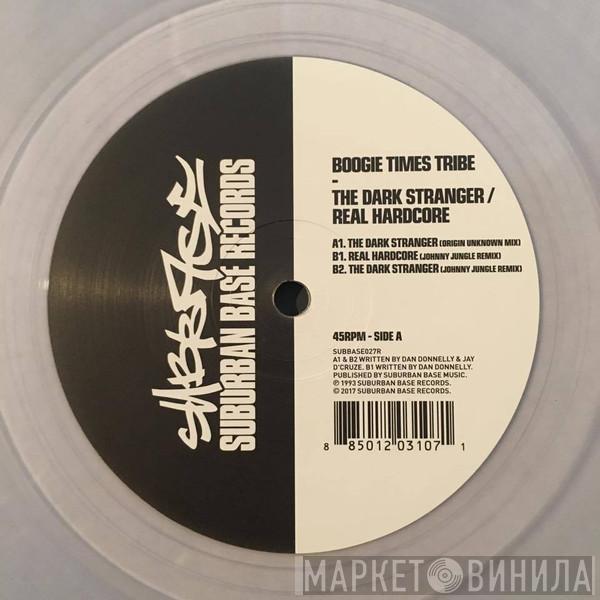 SUBBASE
SUBURBAN BASE RECORDS
BOOGIE TIMES TRIBE
-
THE DARK STRANGER /
REAL HARDCORE
A1. THE DARK STRANGER (ORIGIN UNKNOWN MIX)
B1. REAL HARDCORE (JOHNNY JUNGLE REMIX)
B2. THE DARK STRANGER (JOHNNY JUNGLE REMIX)
45RPM - SIDE A
SUBBASE027R
A1 & B2 WRITTEN BY DAN DONNELLY & JAY
D'CRUZE. B1 WRITTEN BY DAN DONNELLY.
PUBLISHED BY SUBURBAN BASE MUSIC.
℗ 1993 SUBURBAN BASE RECORDS.
© 2017 SUBURBAN BASE RECORDS.
8 85012 03107 1
МАРКЕТ ВИНИЛА